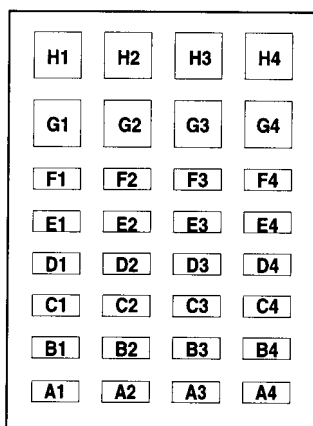 H1 H2 H3 H4
G1 G2 G3 G4
F1 F2 F3 F4
E1 E2 E3 E4
D1 D2 D3 D4
C1 C2 C3 C4
B1 B2 B3 B4
A1 A2 A3 A4